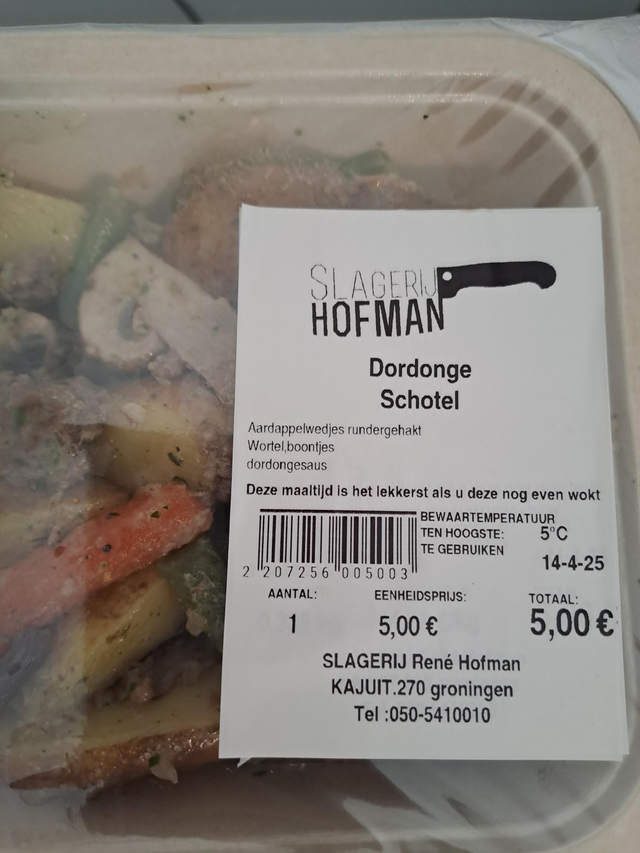 SLAGERIJ
HOFMAN
Dordonge
Schotel
Aardappelwedjes rundergehakt
Wortel,boontjes
dordongesaus
Deze maaltijd is het lekkerst als u deze nog even wokt
BEWAARTEMPERATUUR
TEN HOOGSTE: 5°C
TE GEBRUIKEN
14-4-25
2 207256 005003
AANTAL: EENHEIDSPRIJS: TOTAAL:
1 5,00 € 5,00 €
SLAGERIJ René Hofman
KAJUIT.270 groningen
Tel :050-5410010